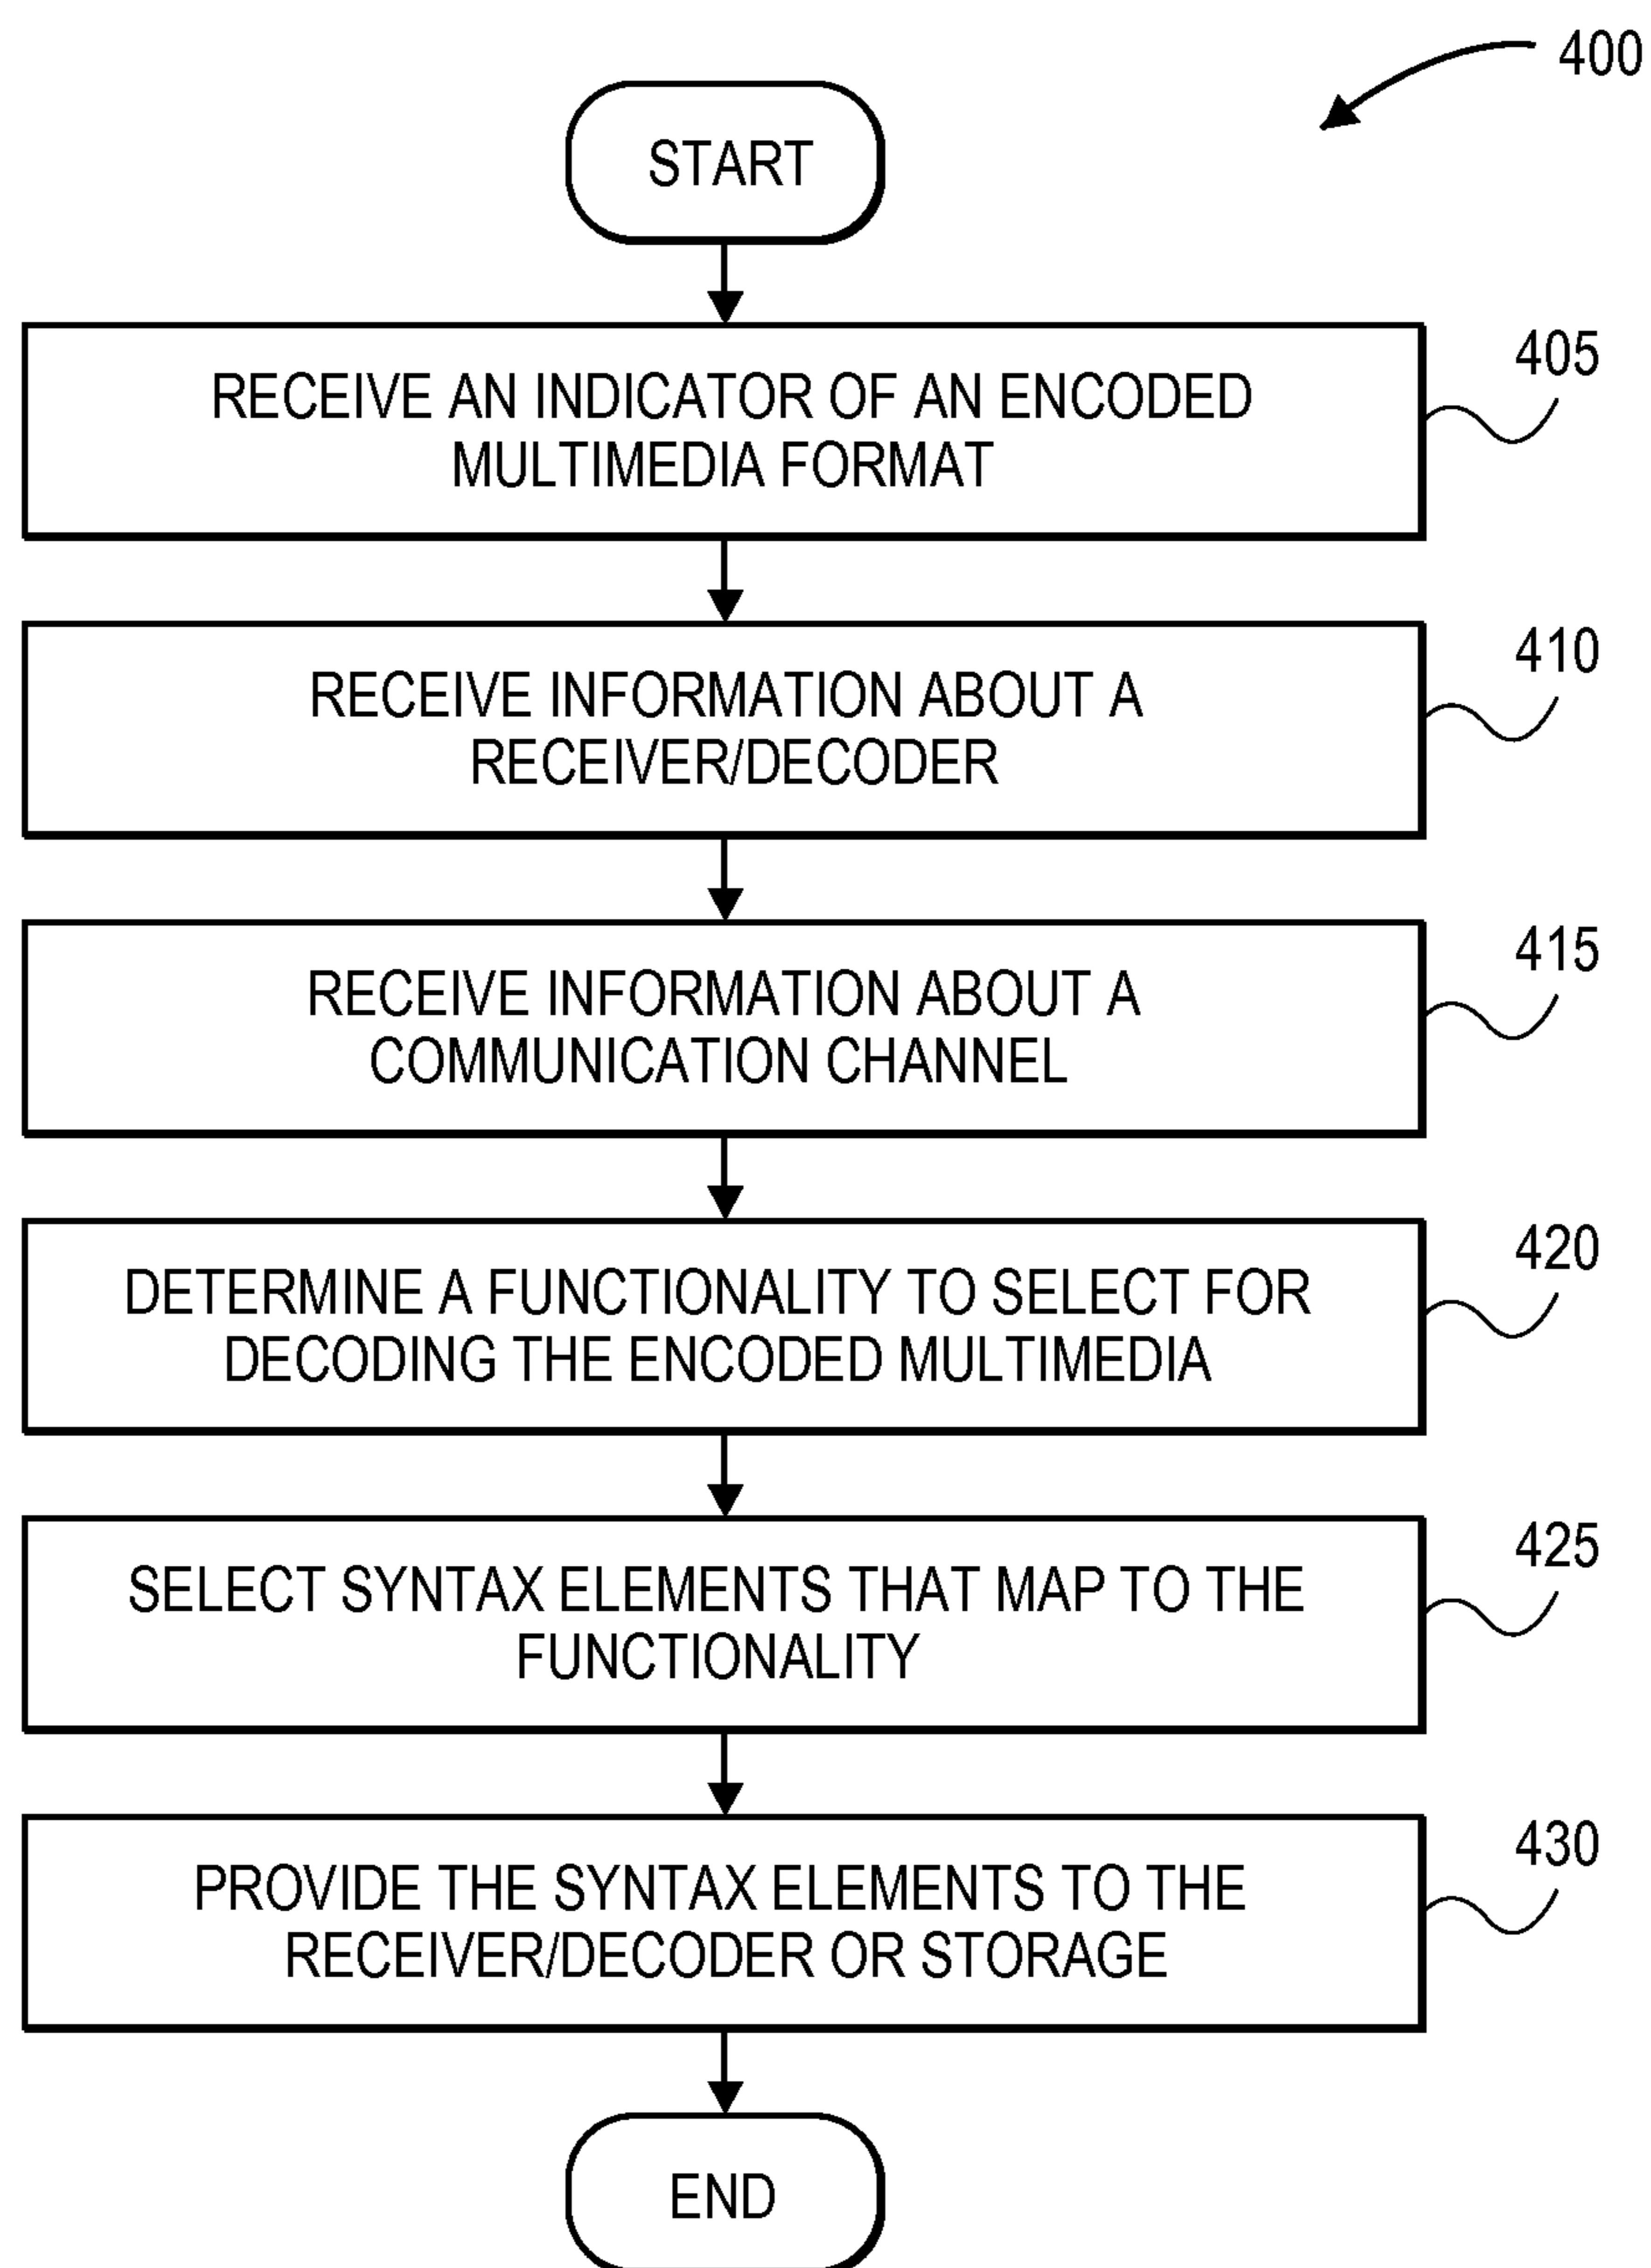 400
START
RECEIVE AN INDICATOR OF AN ENCODED
MULTIMEDIA FORMAT
405
RECEIVE INFORMATION ABOUT A
RECEIVER/DECODER
410
RECEIVE INFORMATION ABOUT A
COMMUNICATION CHANNEL
415
DETERMINE A FUNCTIONALITY TO SELECT FOR
DECODING THE ENCODED MULTIMEDIA
420
SELECT SYNTAX ELEMENTS THAT MAP TO THE
FUNCTIONALITY
425
PROVIDE THE SYNTAX ELEMENTS TO THE
RECEIVER/DECODER OR STORAGE
430
END